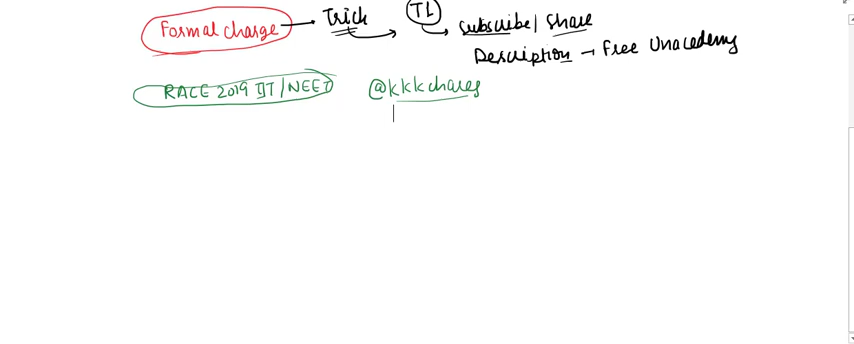 Formal charge → Trick → TL → Subscribe / Share
Description → Free Unacademy
RACE 2019 IIT / NEET @kkkchares